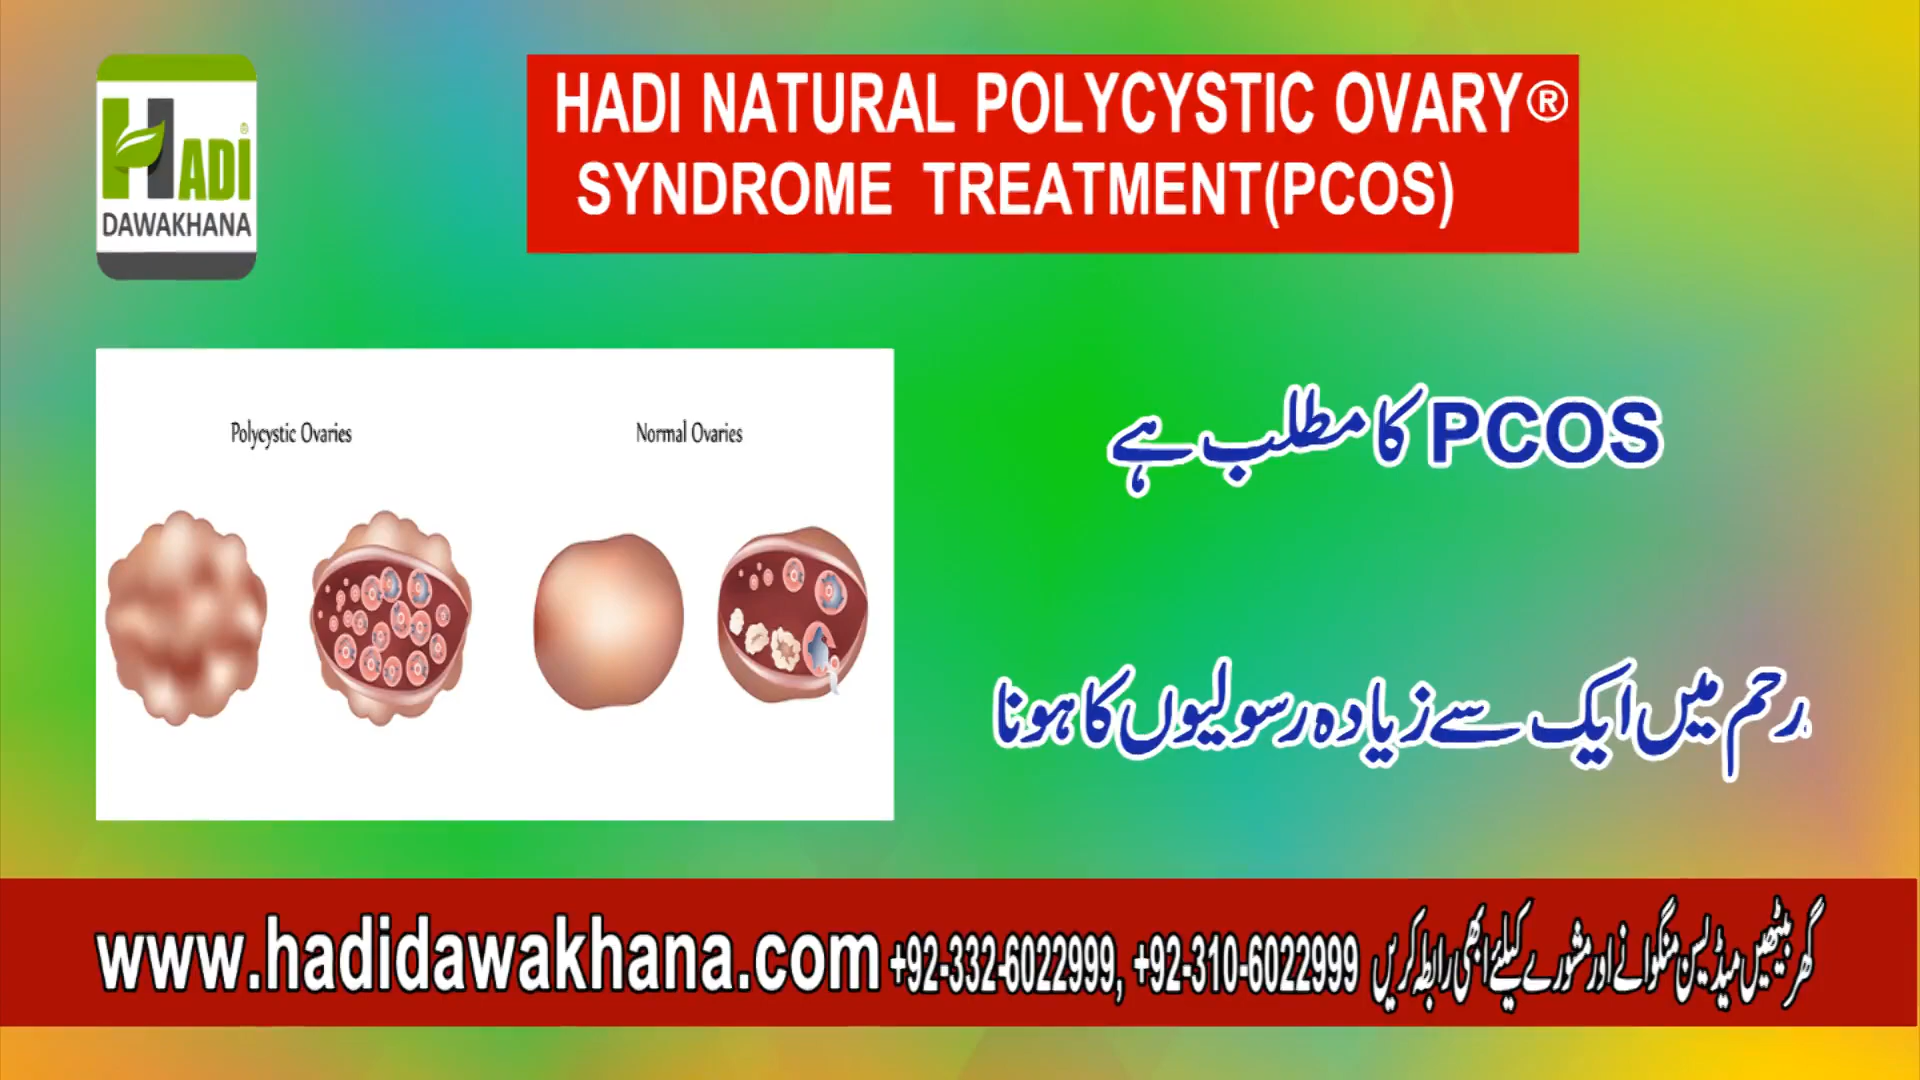 HADI®
DAWAKHANA
HADI NATURAL POLYCYSTIC OVARY®
SYNDROME TREATMENT(PCOS)
Polycystic Ovaries
Normal Ovaries
PCOS کا مطلب ہے
رحم میں ایک سے زیادہ رسولیوں کا ہونا
www.hadidawakhana.com +92-332-6022999, +92-310-6022999 گھر بیٹھیں میڈیسن منگوانے اور مشورے کیلئے ابھی رابطہ کریں